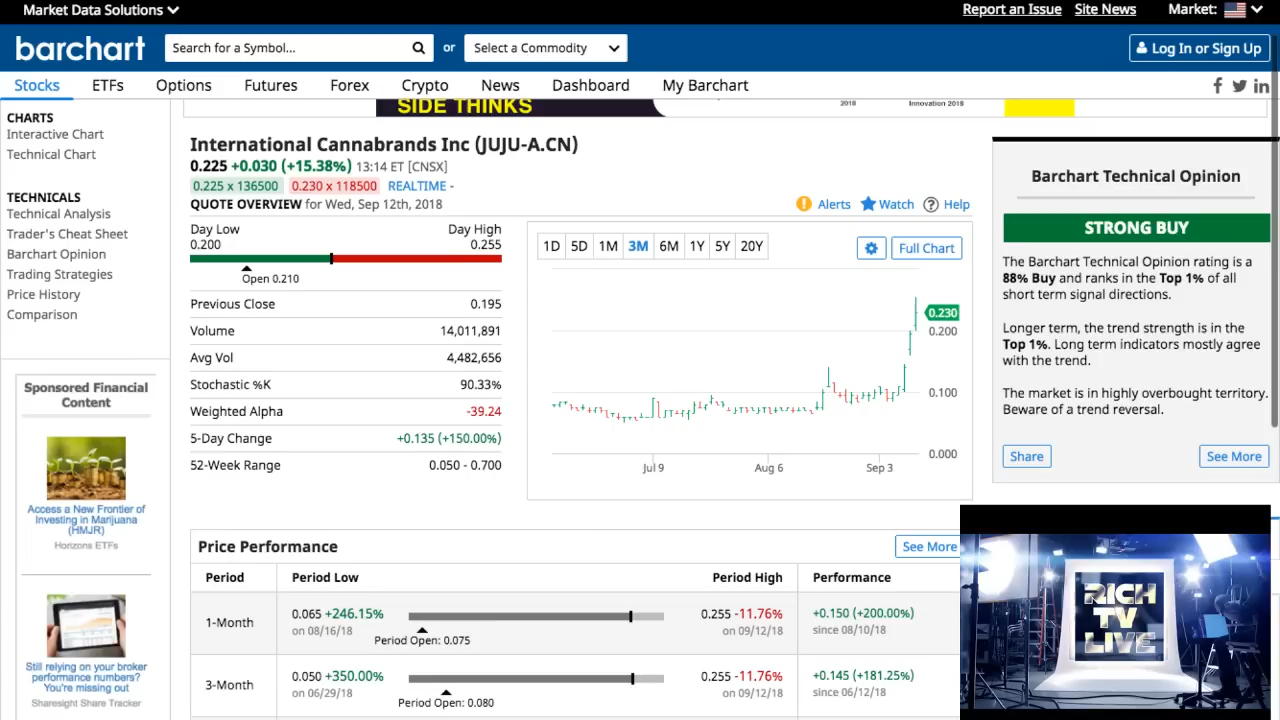 Market Data Solutions
Report an Issue Site News Market:
barchart Search for a Symbol... or Select a Commodity Log In or Sign Up
Stocks ETFs Options Futures Forex Crypto News Dashboard My Barchart
SIDE THINKS
2018 Innovation 2018
CHARTS
Interactive Chart
Technical Chart
TECHNICALS
Technical Analysis
Trader's Cheat Sheet
Barchart Opinion
Trading Strategies
Price History
Comparison
Sponsored Financial
Content
Access a New Frontier of
Investing in Marijuana
(HMJR)
Horizons ETFs
Still relying on your broker
performance numbers?
You're missing out
Sharesight Share Tracker
International Cannabrands Inc (JUJU-A.CN)
0.225 +0.030 (+15.38%) 13:14 ET [CNSX]
0.225 x 136500 0.230 x 118500 REALTIME -
QUOTE OVERVIEW for Wed, Sep 12th, 2018
Alerts Watch Help
Day Low Day High
0.200 0.255
Open 0.210
Previous Close 0.195
Volume 14,011,891
Avg Vol 4,482,656
Stochastic %K 90.33%
Weighted Alpha -39.24
5-Day Change +0.135 (+150.00%)
52-Week Range 0.050 - 0.700
1D 5D 1M 3M 6M 1Y 5Y 20Y Full Chart
0.230
0.200
0.100
0.000
Jul 9 Aug 6 Sep 3
Barchart Technical Opinion
STRONG BUY
The Barchart Technical Opinion rating is a
88% Buy and ranks in the Top 1% of all
short term signal directions.
Longer term, the trend strength is in the
Top 1%. Long term indicators mostly agree
with the trend.
The market is in highly overbought territory.
Beware of a trend reversal.
Share See More
Price Performance See More
Period Period Low Period High Performance
1-Month 0.065 +246.15% 0.255 -11.76% +0.150 (+200.00%)
on 08/16/18 on 09/12/18 since 08/10/18
Period Open: 0.075
3-Month 0.050 +350.00% 0.255 -11.76% +0.145 (+181.25%)
on 06/29/18 on 09/12/18 since 06/12/18
Period Open: 0.080
RICH
TV
LIVE